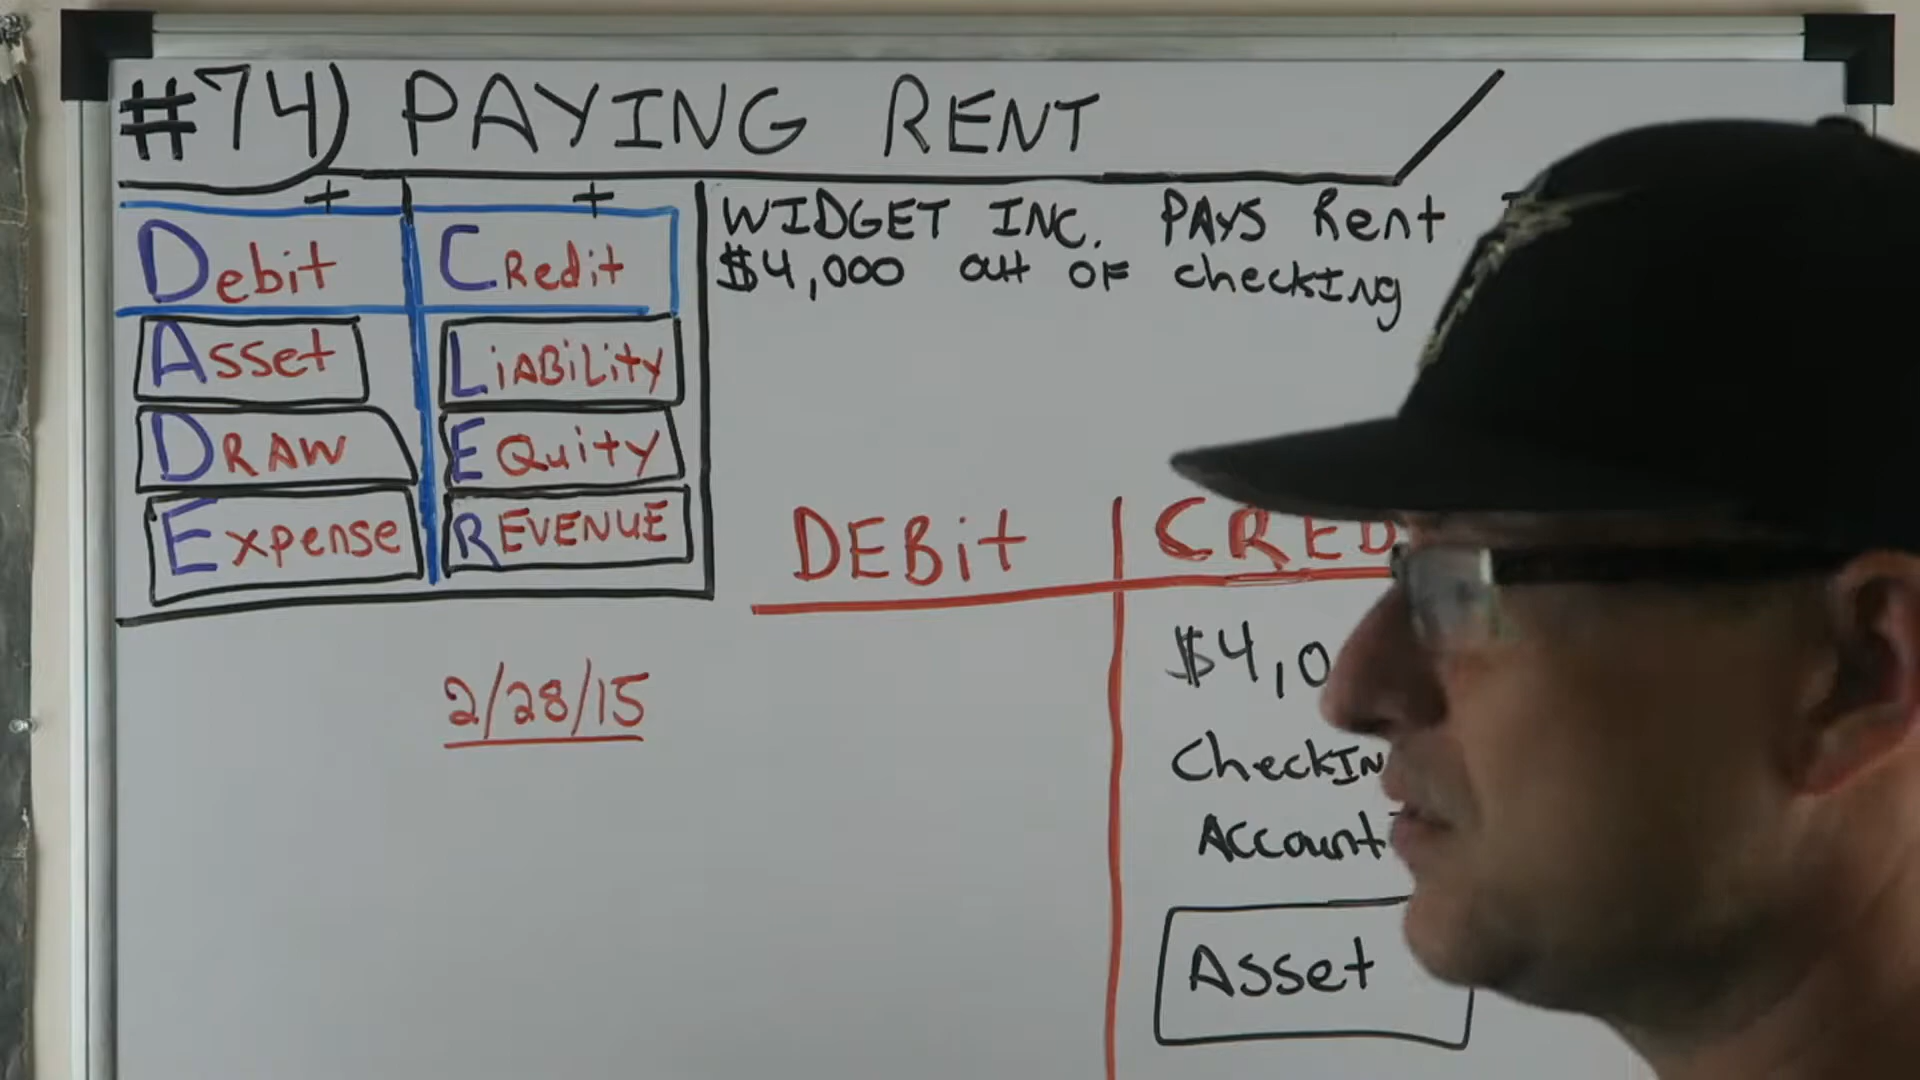 #74) PAYING RENT
+ +
Debit Credit
Asset Liability
Draw Equity
Expense Revenue
WIDGET INC. PAYS Rent
$4,000 out OF checking
DEBit
2/28/15
Account
Asset